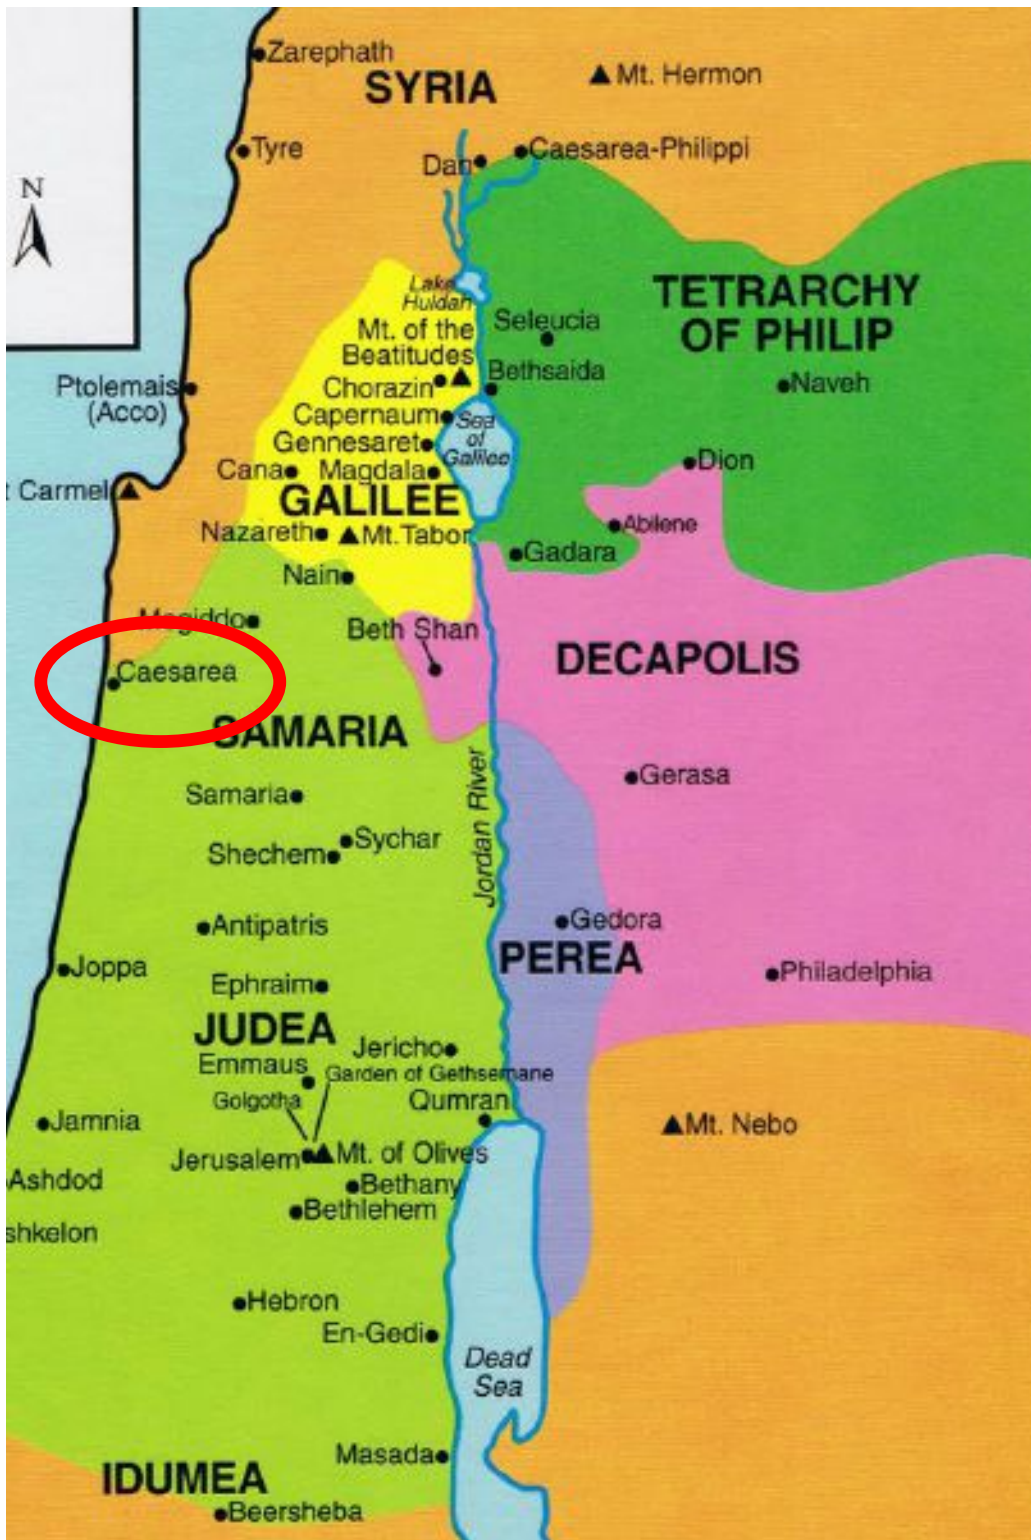 Zarephath
SYRIA
Mt. Hermon
Tyre
Dan
Caesarea-Philippi
N
Lake
Huldah
TETRARCHY
OF PHILIP
Seleucia
Mt. of the
Beatitudes
Bethsaida
Naveh
Ptolemais
(Acco)
Chorazin
Capernaum
Sea
of
Galilee
Gennesaret
Cana
Magdala
Dion
t Carmel
GALILEE
Abilene
Nazareth
Mt. Tabor
Gadara
Nain
Megiddo
Beth Shan
DECAPOLIS
Caesarea
SAMARIA
Jordan River
Gerasa
Samaria
Sychar
Shechem
Antipatris
Gedora
PEREA
Joppa
Philadelphia
Ephraim
JUDEA
Jericho
Emmaus
Garden of Gethsemane
Golgotha
Qumran
Jamnia
Mt. Nebo
Jerusalem
Mt. of Olives
Ashdod
Bethany
Bethlehem
shkelon
Hebron
En-Gedi
Dead
Sea
Masada
IDUMEA
Beersheba